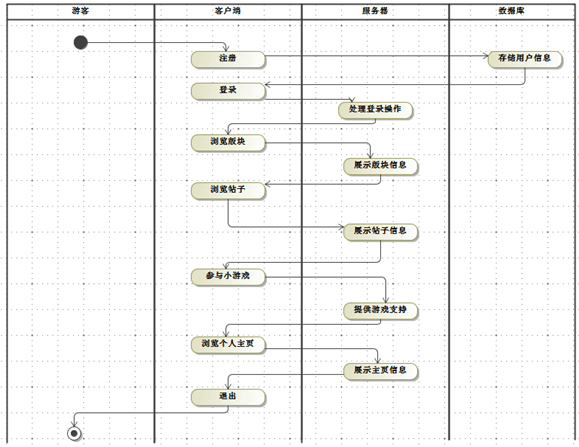 游客 客户端 服务器 数据库
注册 存储用户信息
登录
处理登录操作
浏览版块
展示版块信息
浏览帖子
展示帖子信息
参与小游戏
提供游戏支持
浏览个人主页
展示主页信息
退出